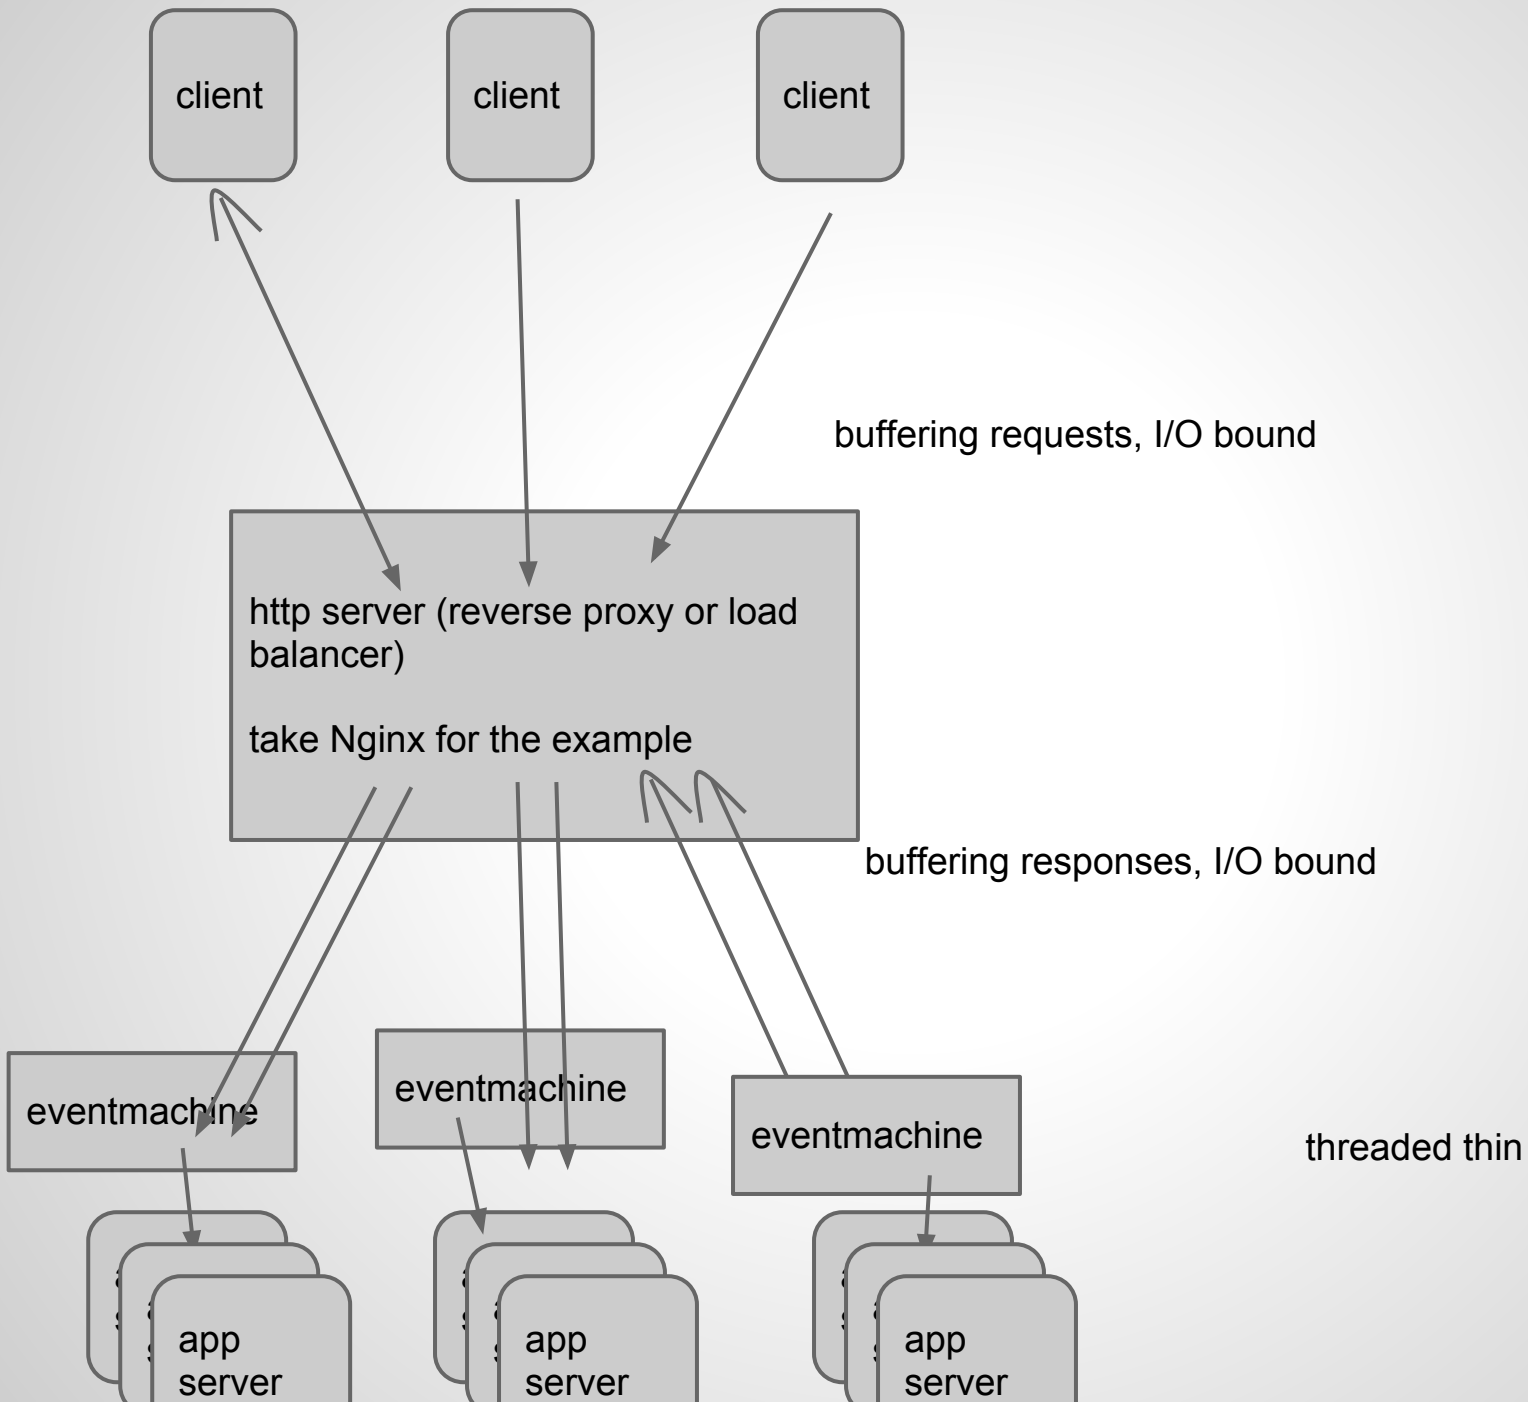 client
client
client
buffering requests, I/O bound
http server (reverse proxy or load
balancer)
take Nginx for the example
buffering responses, I/O bound
eventmachine
eventmachine
eventmachine
threaded thin
app
server
app
server
app
server